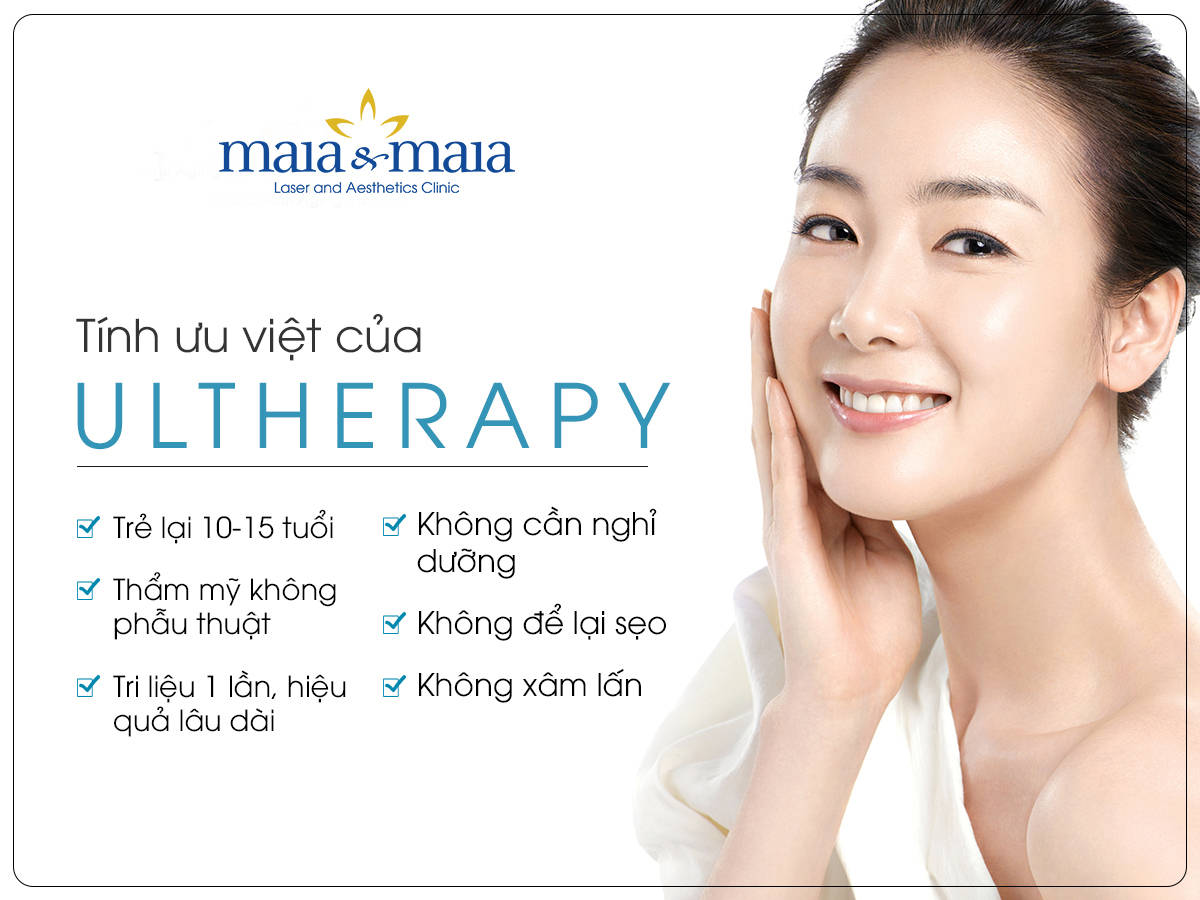 maia & maia
Laser and Aesthetics Clinic
Tính ưu việt của
ULTHERAPY
Trẻ lại 10-15 tuổi
Thẩm mỹ không
phẫu thuật
Tri liệu 1 lần, hiệu
quả lâu dài
Không cần nghỉ
dưỡng
Không để lại sẹo
Không xâm lấn